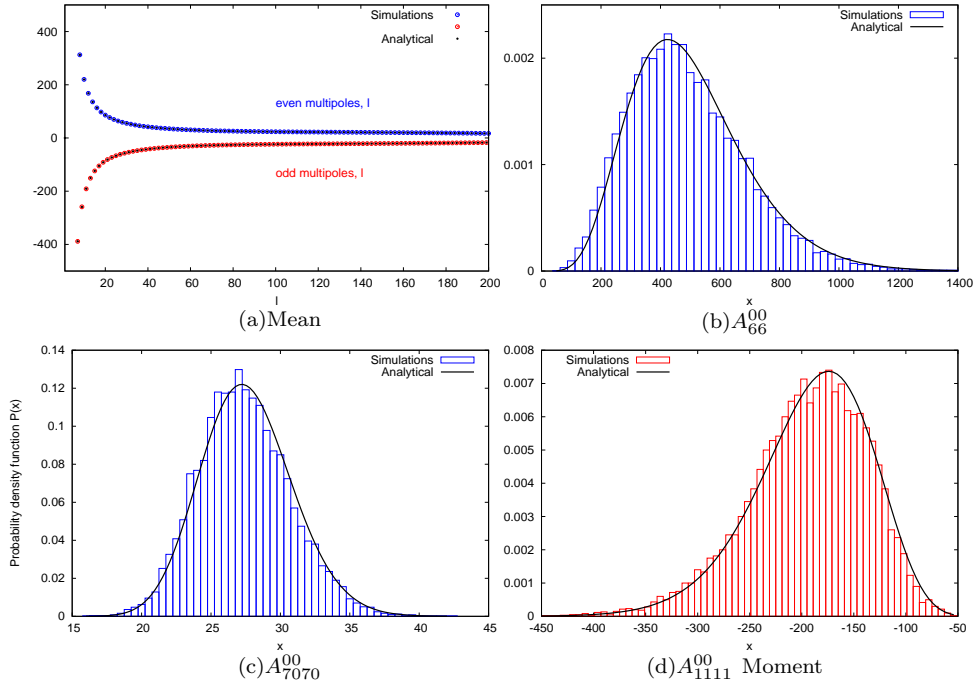 400
200
0
-200
-400
Simulations
Analytical
even multipoles, l
odd multipoles, l
20 40 60 80 100 120 140 160 180 200
l
(a)Mean
0.002
0.001
0
Simulations
Analytical
0 200 400 600 800 1000 1200 1400
x
(b)A_{66}^{00}
Probability density function P(x)
0.14
0.12
0.1
0.08
0.06
0.04
0.02
0
Simulations
Analytical
15 20 25 30 35 40 45
x
(c)A_{7070}^{00}
0.008
0.007
0.006
0.005
0.004
0.003
0.002
0.001
0.000
Simulations
Analytical
-450 -400 -350 -300 -250 -200 -150 -100 -50
x
(d)A_{1111}^{00} Moment